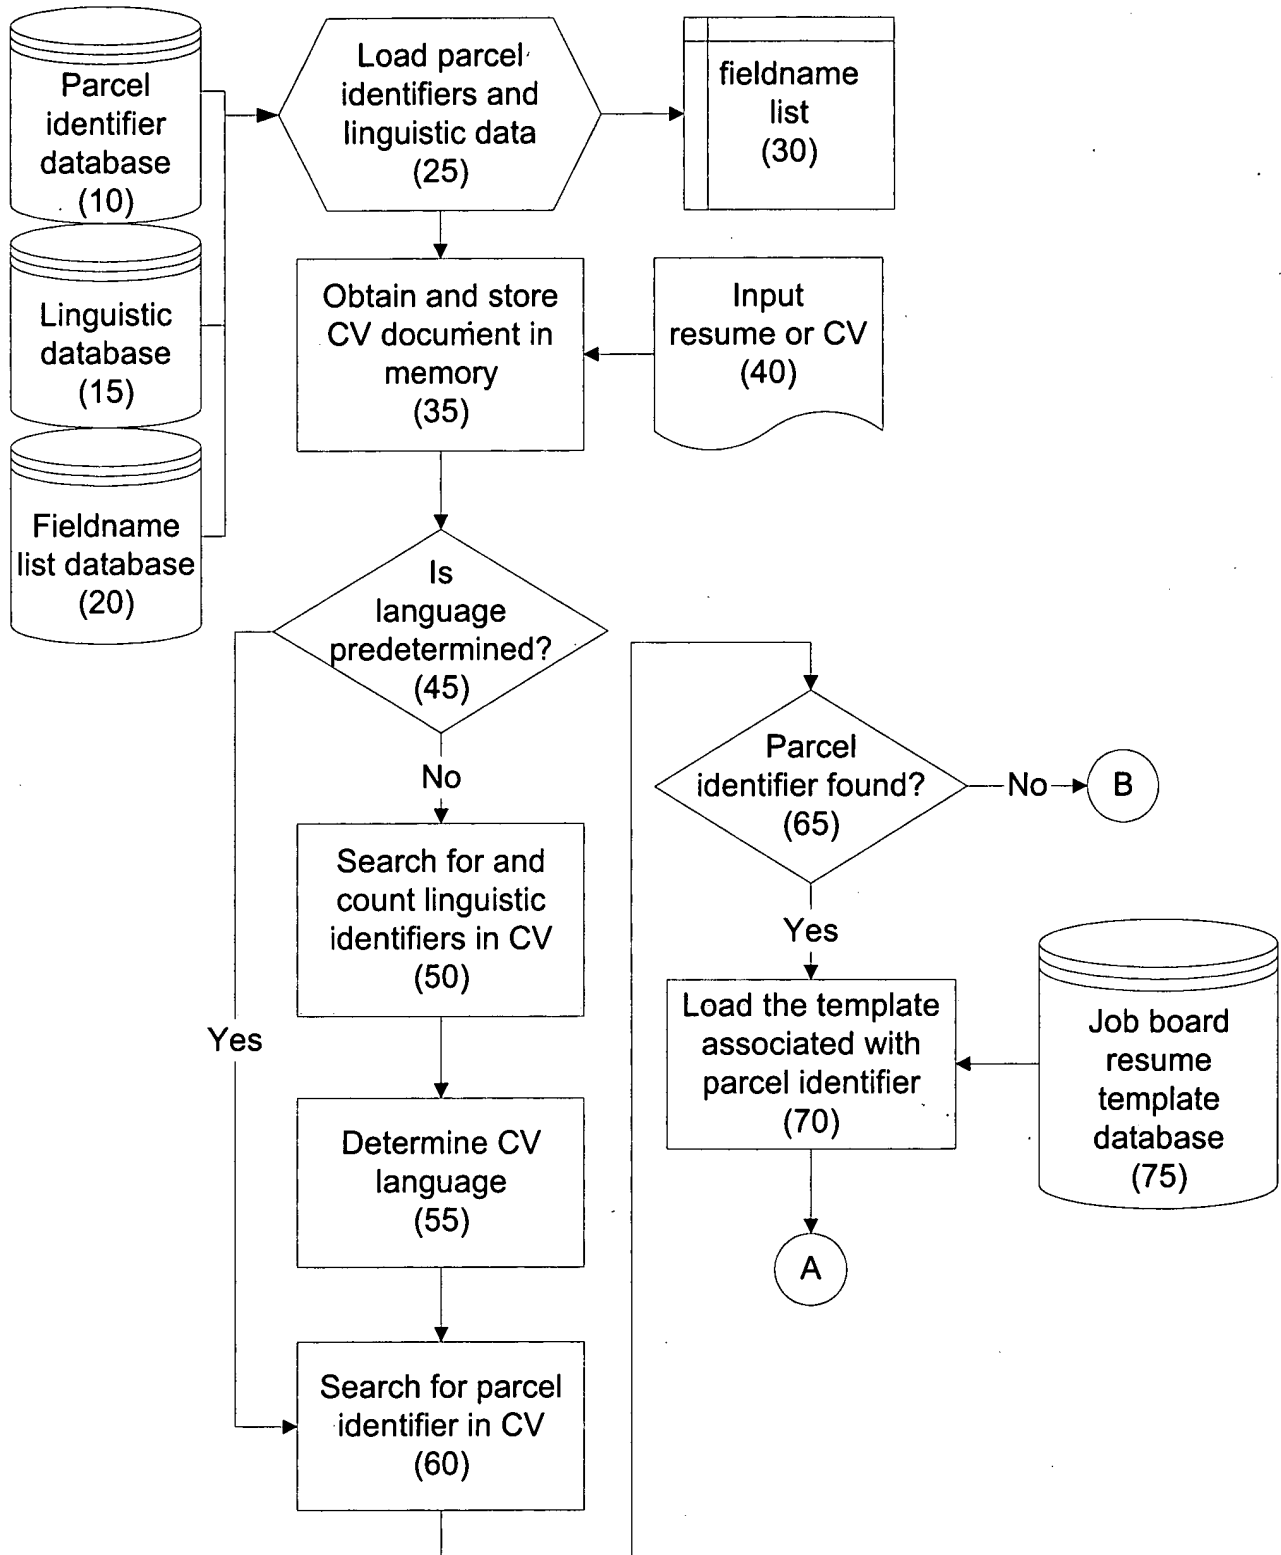 Parcel
identifier
database
(10)
Load parcel
identifiers and
linguistic data
(25)
fieldname
list
(30)
Linguistic
database
(15)
Obtain and store
CV document in
memory
(35)
Input
resume or CV
(40)
Fieldname
list database
(20)
Is
language
predetermined?
(45)
No
Yes
Search for and
count linguistic
identifiers in CV
(50)
Determine CV
language
(55)
Search for parcel
identifier in CV
(60)
Parcel
identifier found?
(65)
No
B
Yes
Load the template
associated with
parcel identifier
(70)
Job board
resume
template
database
(75)
A